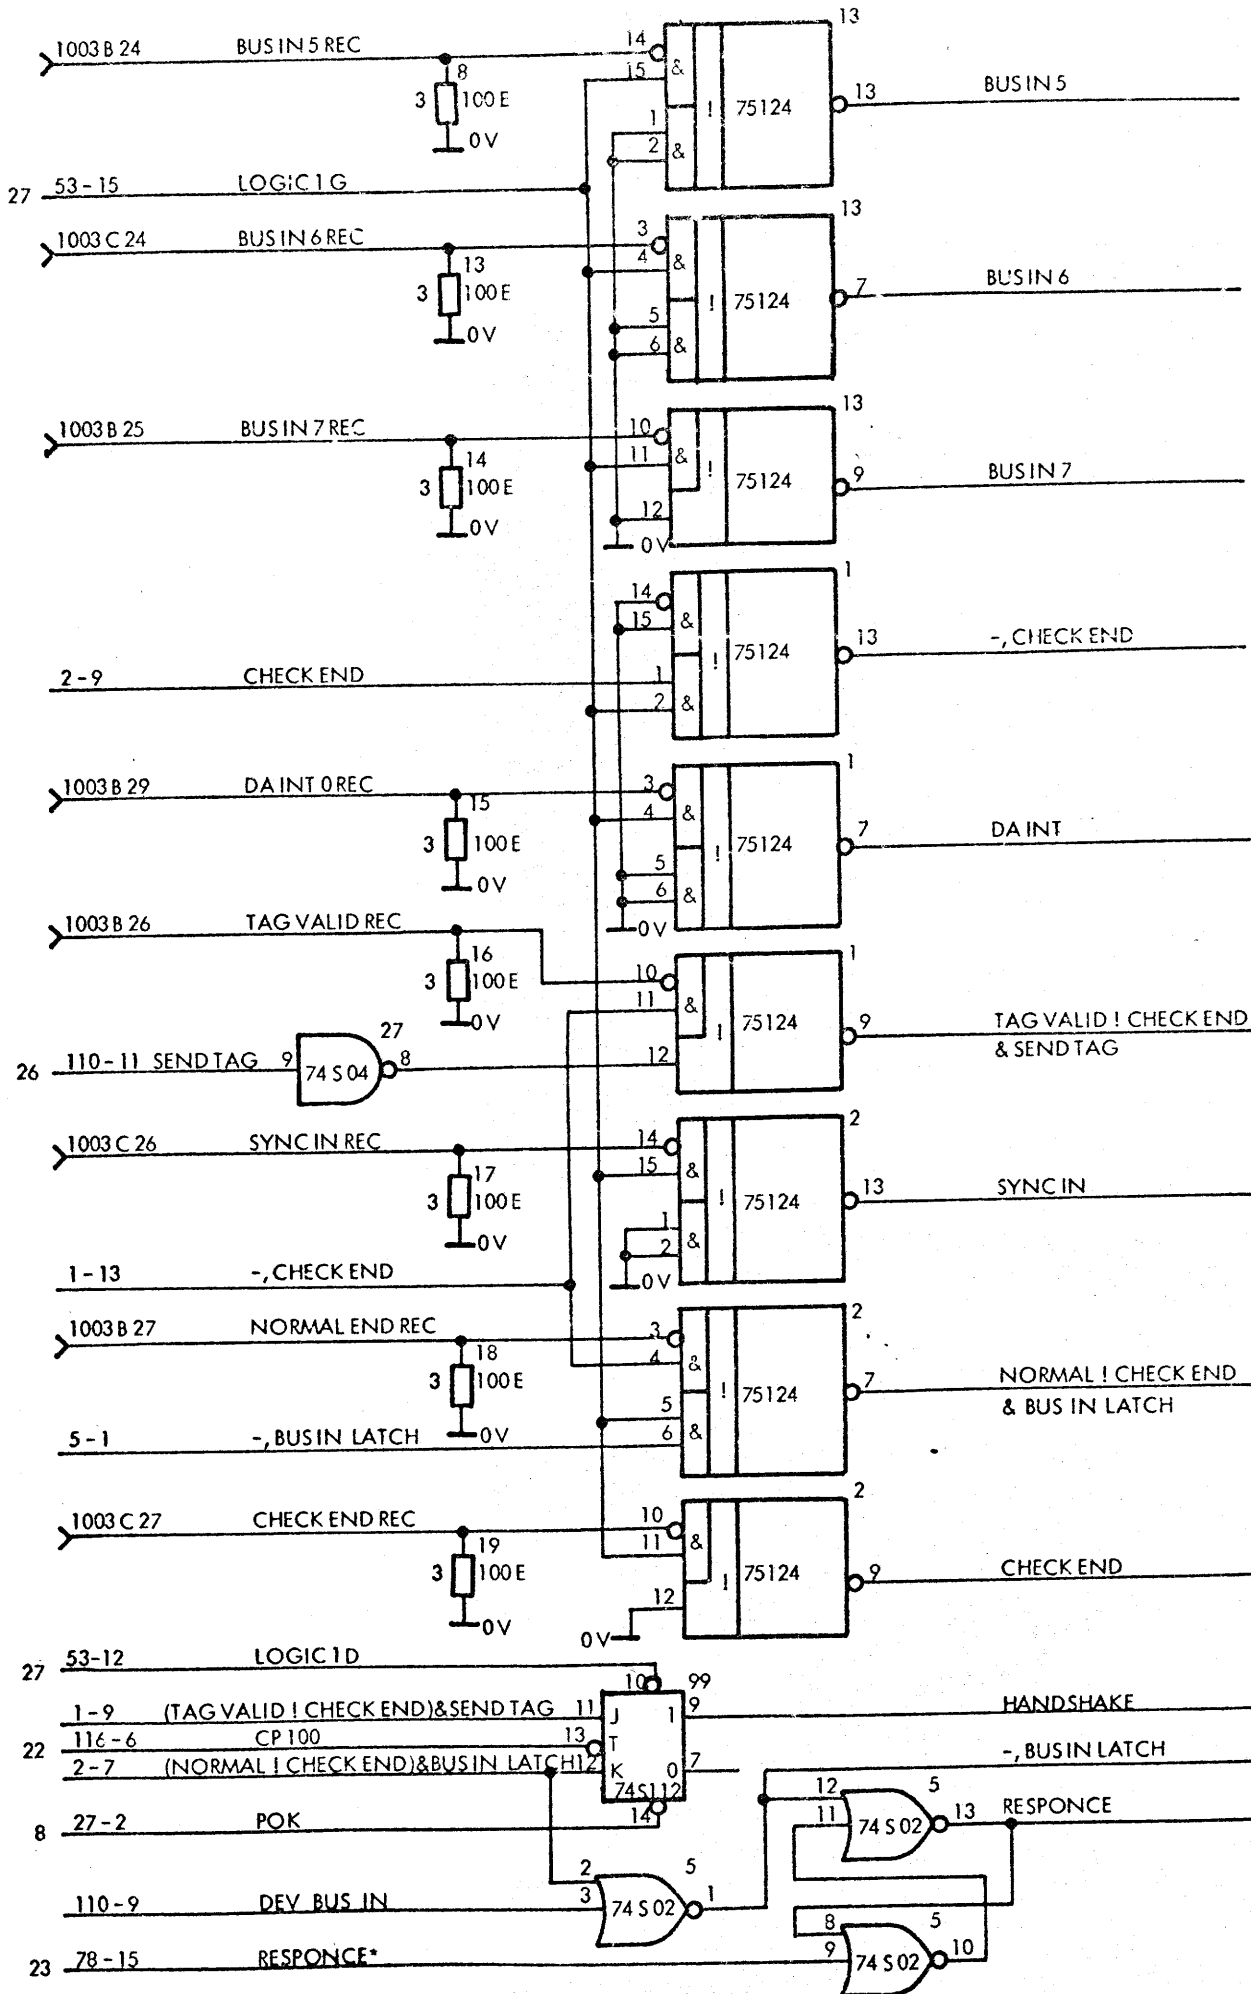 13
1003 B 24 BUS IN 5 REC 14
15 & 75124 13 BUS IN 5
8
3 100 E
!
0 V
1
2 &
27 53-15 LOGIC 1 G
13
1003 C 24 BUS IN 6 REC 3
4 & 75124 7 BUS IN 6
13
3 100 E
!
0 V
5
6 &
13
1003 B 25 BUS IN 7 REC 10
11 & ! 75124 9 BUS IN 7
14
3 100 E
12
0 V
0 V
1
14
15 & ! 75124 13 -, CHECK END
2-9 CHECK END 1
2 &
1
1003 B 29 DA INT 0 REC 3
4 & ! 75124 7 DA INT
15
3 100 E
5
6 &
0 V
0 V
1
1003 B 26 TAG VALID REC 10
11 & ! 75124 9 TAG VALID ! CHECK END
& SEND TAG
16
3 100 E
0 V
27
26 110-11 SEND TAG 9 74 S 04 8 12
2
1003 C 26 SYNC IN REC 14
15 & ! 75124 13 SYNC IN
17
3 100 E
0 V
1
2 &
0 V
1-13 -, CHECK END
2
1003 B 27 NORMAL END REC 3
4 & ! 75124 7 NORMAL ! CHECK END
& BUS IN LATCH
18
3 100 E
0 V
5
6 &
5-1 -, BUS IN LATCH
2
1003 C 27 CHECK END REC 10
11 & ! 75124 9 CHECK END
19
3 100 E
0 V
12
0 V
27 53-12 LOGIC 1 D 10 99
1-9 (TAG VALID ! CHECK END)&SEND TAG 11 J 1 9 HANDSHAKE
22 116-6 CP 100 13 T
2-7 (NORMAL ! CHECK END)&BUS IN LATCH 12 K 0 7 -, BUS IN LATCH
74S112
8 27-2 POK 14
12 5
11 74 S 02 13 RESPONCE
2 5
110-9 DEV BUS IN 3 74 S 02 1
8 5
23 78-15 RESPONCE* 9 74 S 02 10